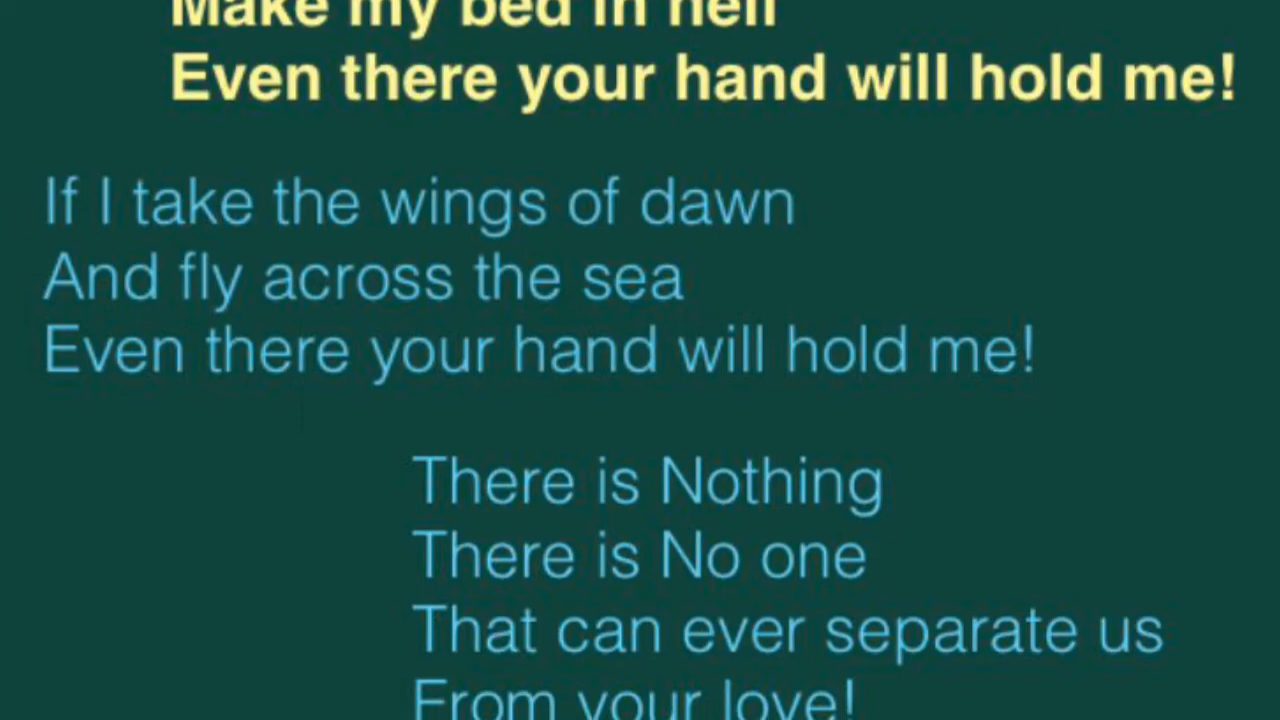 Make my bed in hell
Even there your hand will hold me!
If I take the wings of dawn
And fly across the sea
Even there your hand will hold me!
There is Nothing
There is No one
That can ever separate us
From your love!